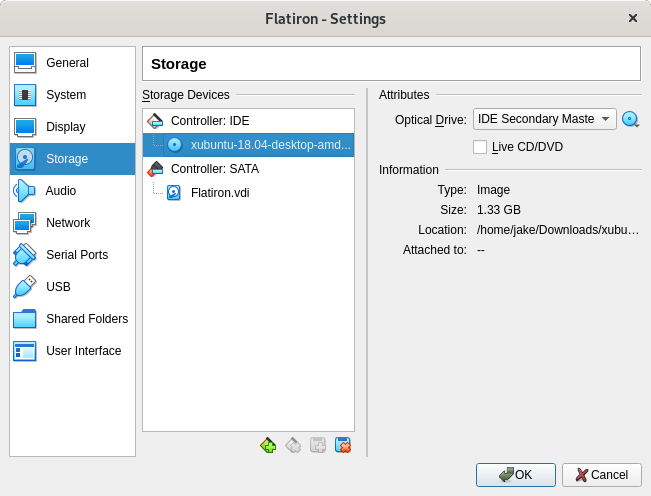 Flatiron - Settings
General
System
Display
Storage
Audio
Network
Serial Ports
USB
Shared Folders
User Interface
Storage
Storage Devices
Controller: IDE
xubuntu-18.04-desktop-amd...
Controller: SATA
Flatiron.vdi
Attributes
Optical Drive: IDE Secondary Maste
Live CD/DVD
Information
Type: Image
Size: 1.33 GB
Location: /home/jake/Downloads/xubu...
Attached to: --
OK
Cancel